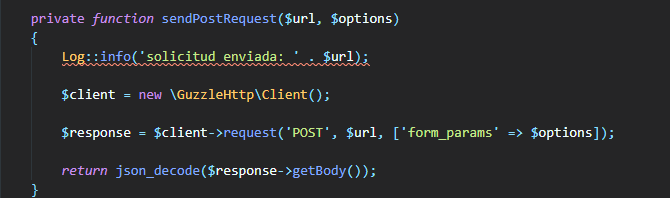 private function sendPostRequest($url, $options)
{
Log::info('solicitud enviada: ' . $url);
$client = new \GuzzleHttp\Client();
$response = $client->request('POST', $url, ['form_params' => $options]);
return json_decode($response->getBody());
}